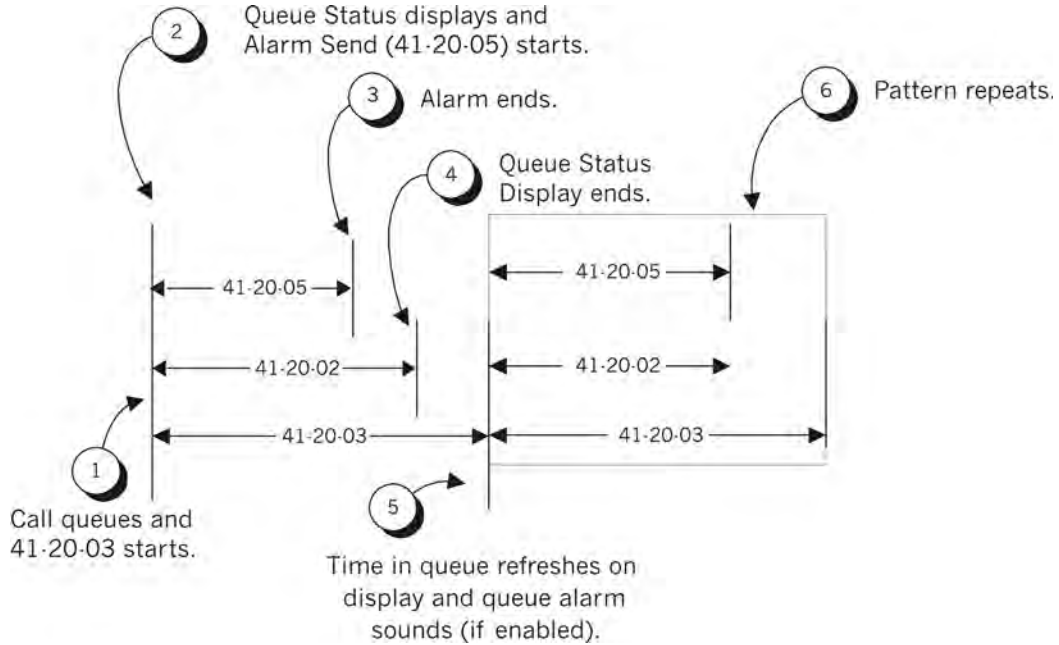 2
Queue Status displays and
Alarm Send (41-20-05) starts.
3
Alarm ends.
6
Pattern repeats.
4
Queue Status
Display ends.
41-20-05
41-20-05
41-20-02
41-20-02
41-20-03
41-20-03
1
Call queues and
41-20-03 starts.
5
Time in queue refreshes on
display and queue alarm
sounds (if enabled).